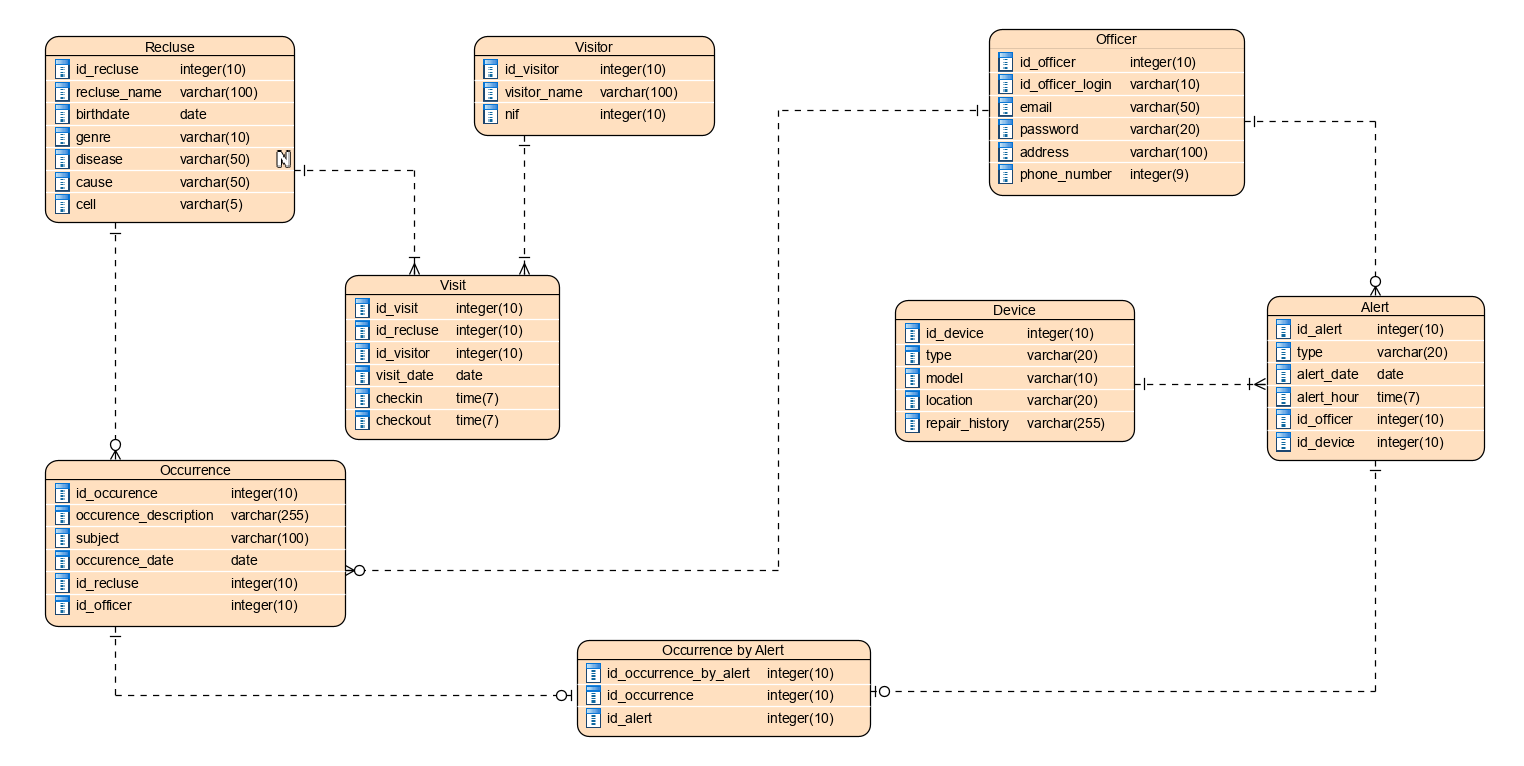 Recluse
id_recluse integer(10)
recluse_name varchar(100)
birthdate date
genre varchar(10)
disease varchar(50) N
cause varchar(50)
cell varchar(5)
Visitor
id_visitor integer(10)
visitor_name varchar(100)
nif integer(10)
Officer
id_officer integer(10)
id_officer_login varchar(10)
email varchar(50)
password varchar(20)
address varchar(100)
phone_number integer(9)
Visit
id_visit integer(10)
id_recluse integer(10)
id_visitor integer(10)
visit_date date
checkin time(7)
checkout time(7)
Device
id_device integer(10)
type varchar(20)
model varchar(10)
location varchar(20)
repair_history varchar(255)
Alert
id_alert integer(10)
type varchar(20)
alert_date date
alert_hour time(7)
id_officer integer(10)
id_device integer(10)
Occurrence
id_occurence integer(10)
occurence_description varchar(255)
subject varchar(100)
occurence_date date
id_recluse integer(10)
id_officer integer(10)
Occurrence by Alert
id_occurrence_by_alert integer(10)
id_occurrence integer(10)
id_alert integer(10)